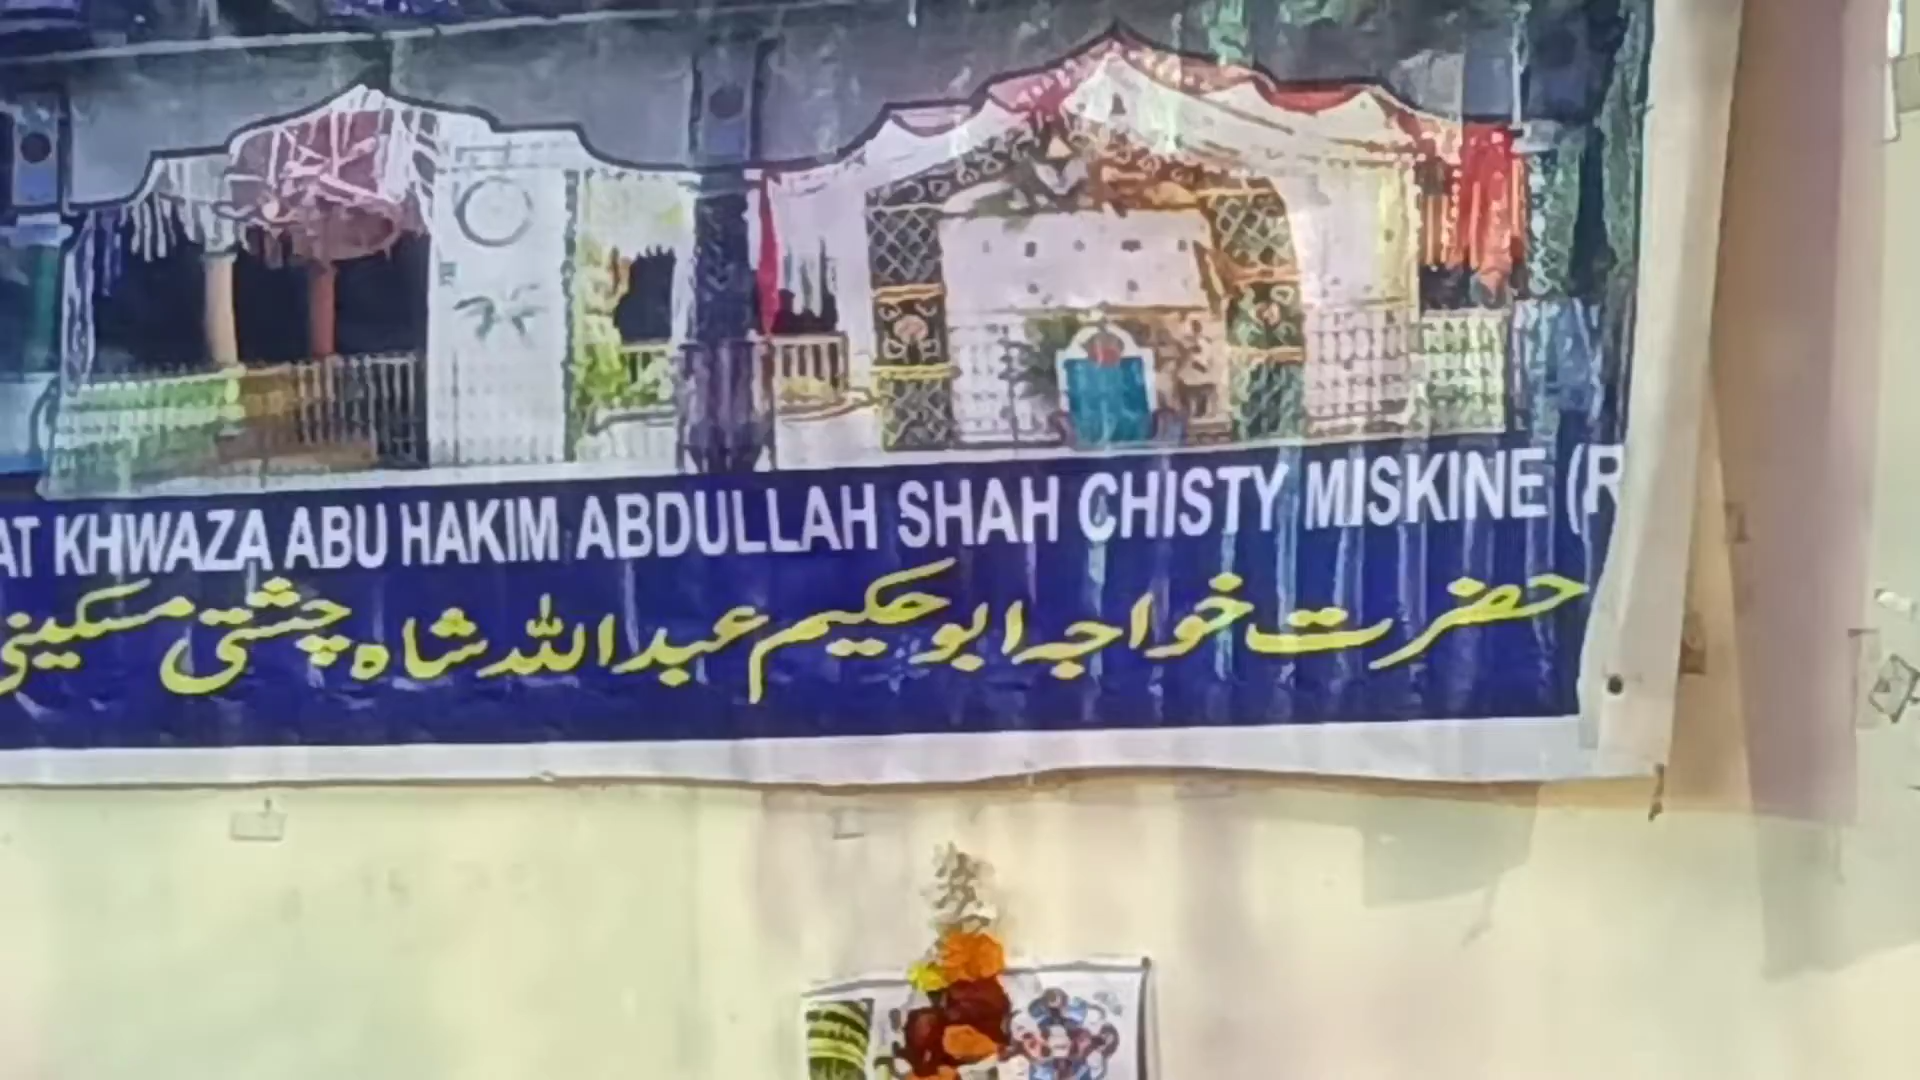 AT KHWAZA ABU HAKIM ABDULLAH SHAH CHISTY MISKINE (R
حضرت خواجہ ابو حکیم عبداللہ شاہ چشتی مسکینی